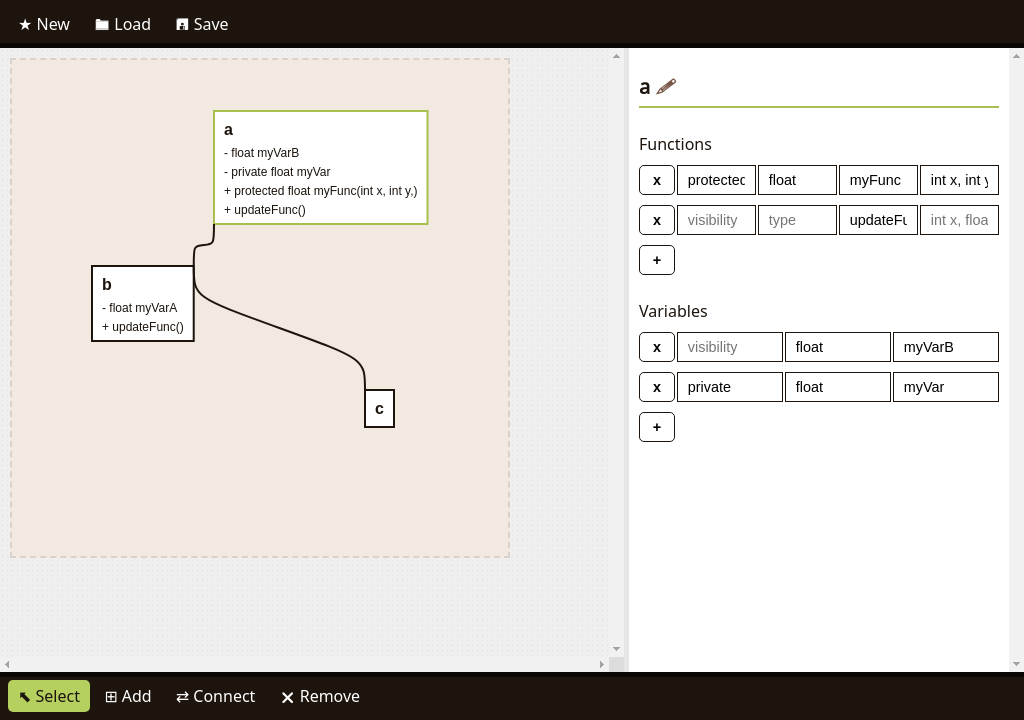 ★ New Load Save
a
- float myVarB
- private float myVar
+ protected float myFunc(int x, int y,)
+ updateFunc()
b
- float myVarA
+ updateFunc()
c
a
Functions
x protected float myFunc int x, int y
x visibility type updateFu int x, floa
+
Variables
x visibility float myVarB
x private float myVar
+
Select Add Connect Remove